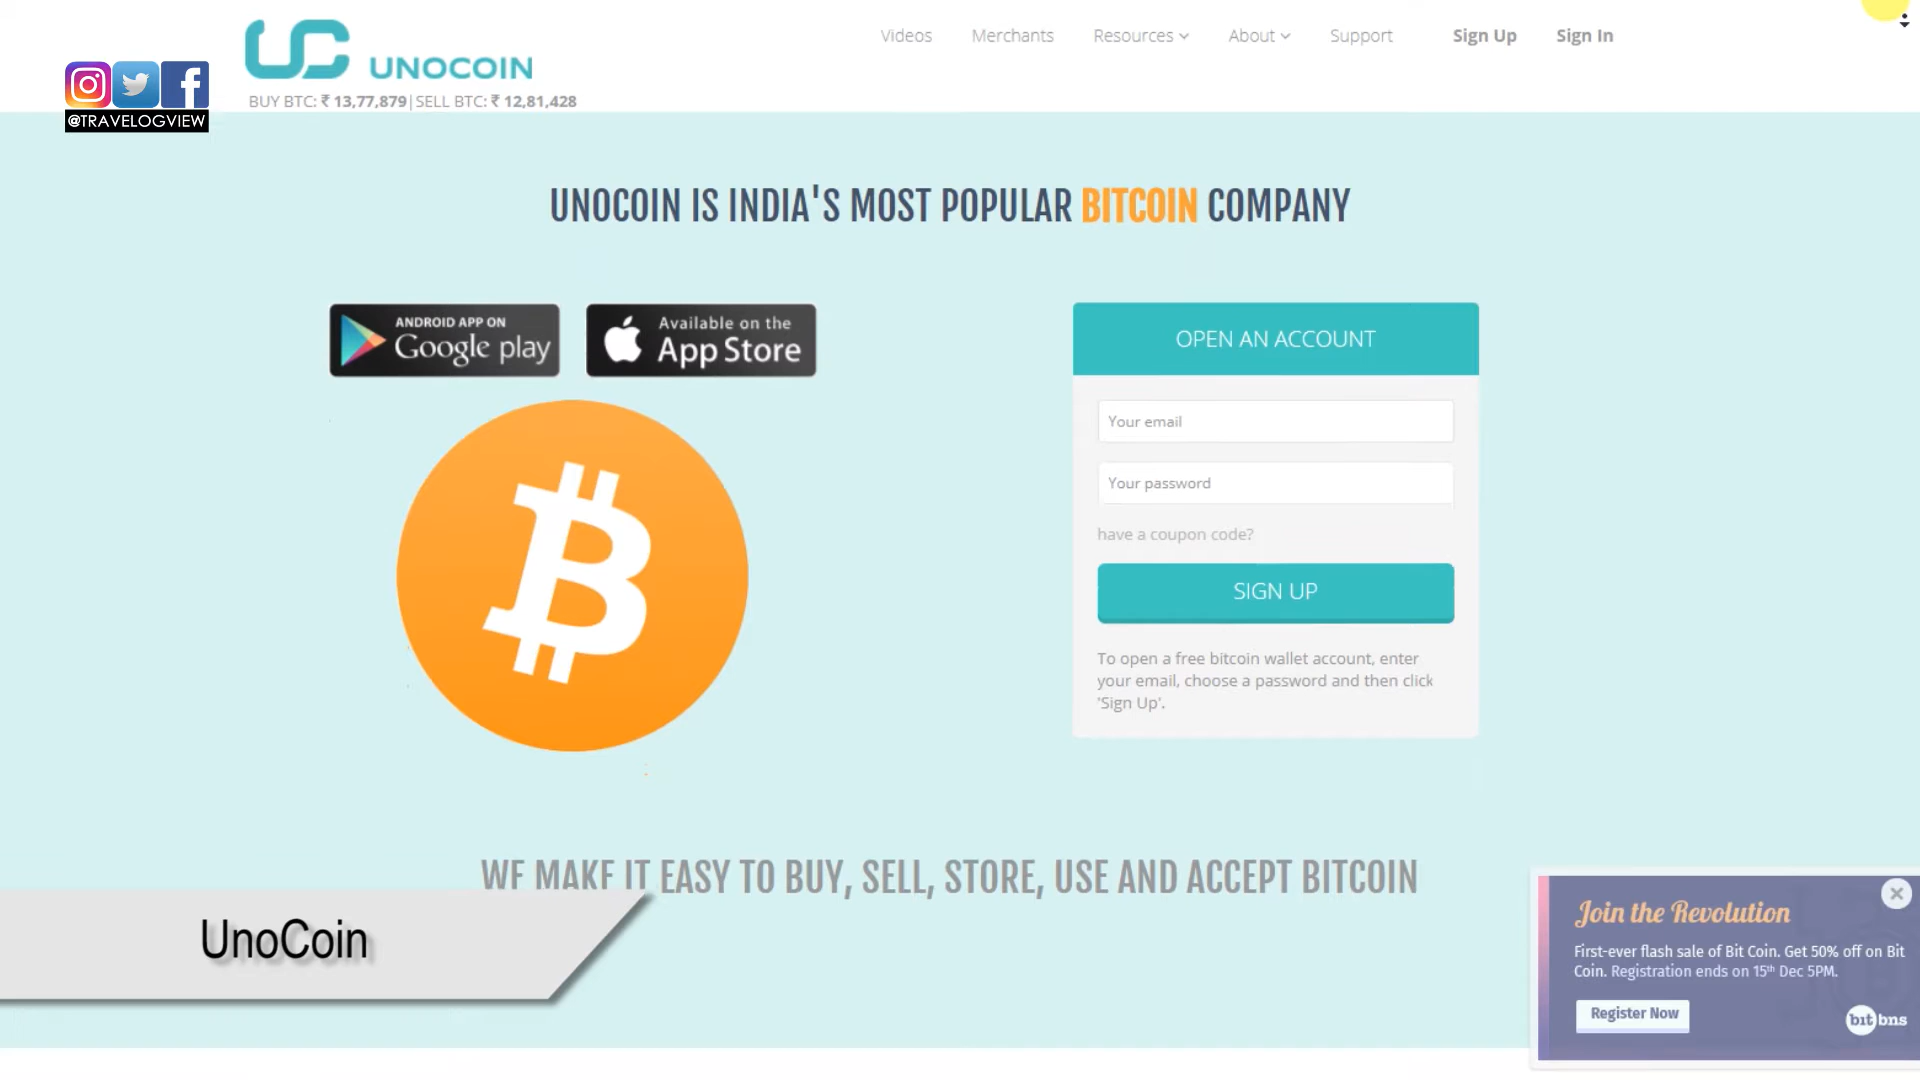 UNOCOIN
Videos
Merchants
Resources
About
Support
Sign Up
Sign In
BUY BTC: ₹ 13,77,879|SELL BTC: ₹ 12,81,428
@TRAVELOGVIEW
UNOCOIN IS INDIA'S MOST POPULAR BITCOIN COMPANY
ANDROID APP ON
Google play
Available on the
App Store
OPEN AN ACCOUNT
Your email
Your password
have a coupon code?
SIGN UP
To open a free bitcoin wallet account, enter
your email, choose a password and then click
'Sign Up'.
WE MAKE IT EASY TO BUY, SELL, STORE, USE AND ACCEPT BITCOIN
UnoCoin
Join the Revolution
First-ever flash sale of Bit Coin. Get 50% off on Bit
Coin. Registration ends on 15th Dec 5PM.
Register Now
bitbns